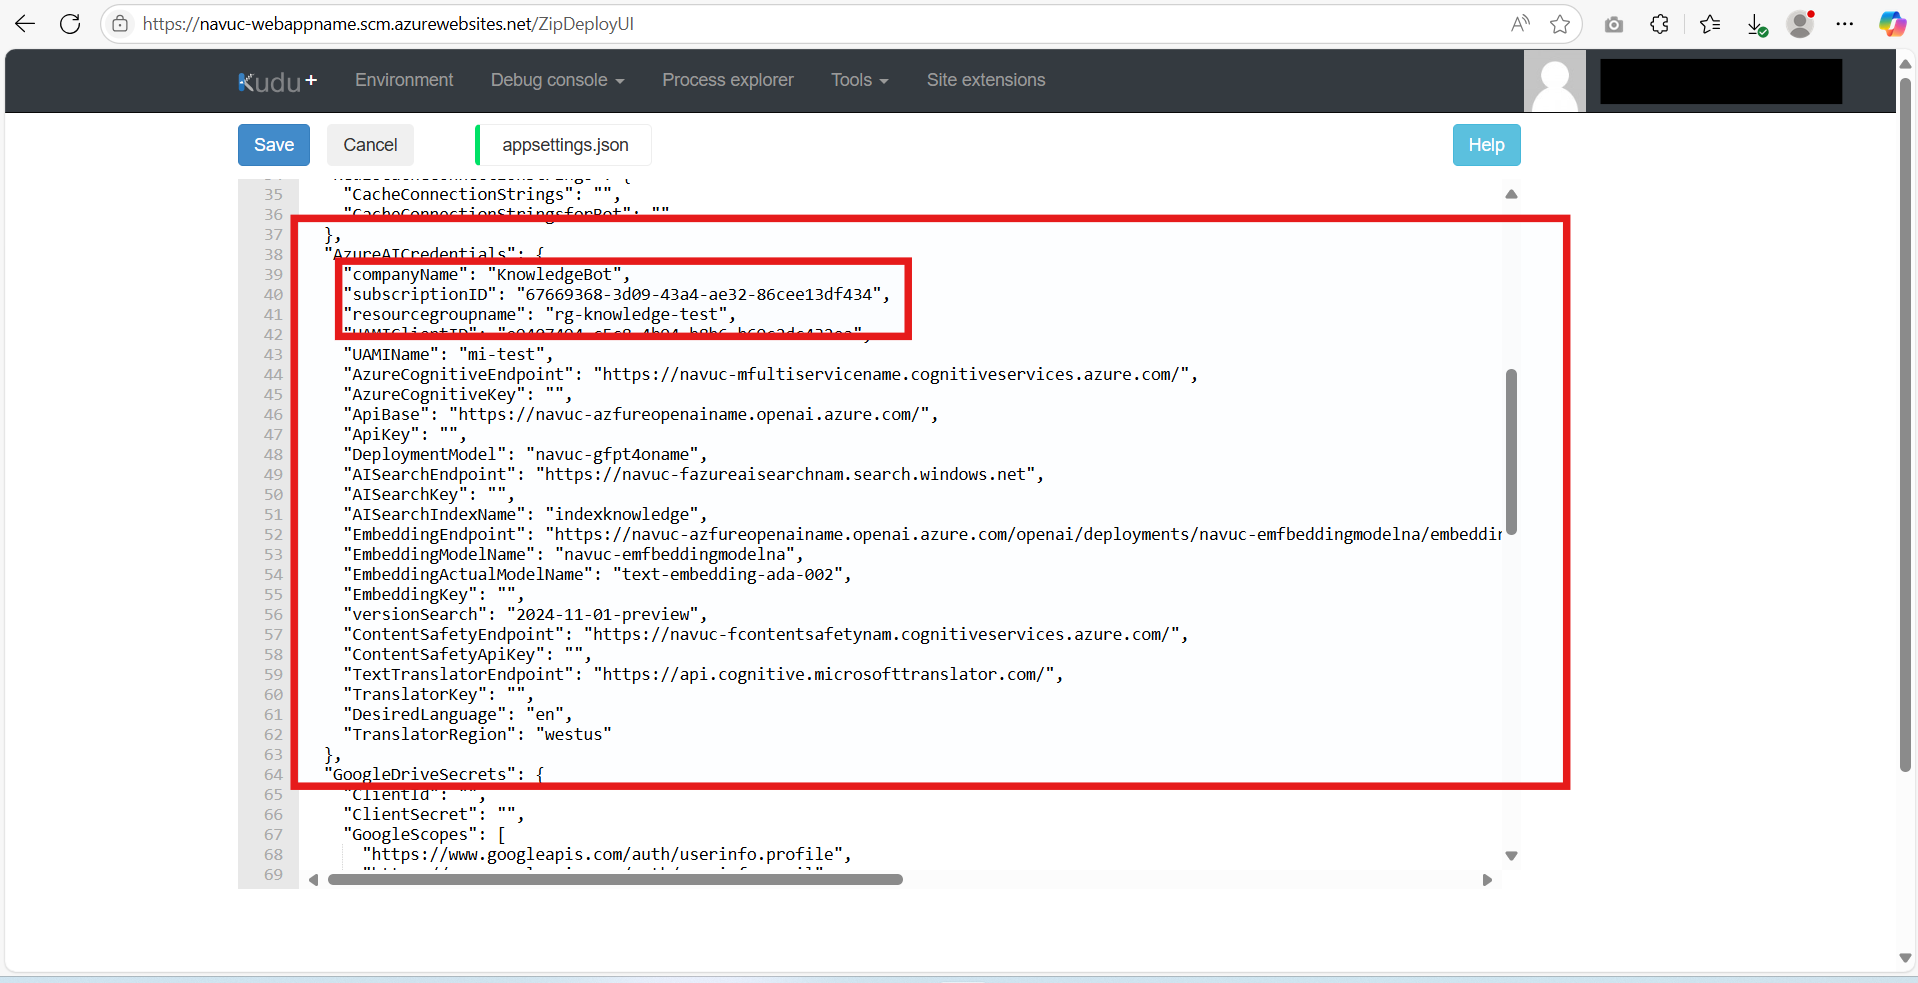 https://navuc-webappname.scm.azurewebsites.net/ZipDeployUI
Kudu+ Environment Debug console Process explorer Tools Site extensions
Save Cancel appsettings.json Help
35 "CacheConnectionStrings": "",
36 "CacheConnectionStringsforBot": ""
37 },
38 "AzureAICredentials": {
39 "companyName": "KnowledgeBot",
40 "subscriptionID": "67669368-3d09-43a4-ae32-86cee13df434",
41 "resourcegroupname": "rg-knowledge-test",
42 "UAMIClientID":
43 "UAMIName": "mi-test",
44 "AzureCognitiveEndpoint": "https://navuc-mfultiservicename.cognitiveservices.azure.com/",
45 "AzureCognitiveKey": "",
46 "ApiBase": "https://navuc-azfureopenainame.openai.azure.com/",
47 "ApiKey": "",
48 "DeploymentModel": "navuc-gfpt4oname",
49 "AISearchEndpoint": "https://navuc-fazureaisearchnam.search.windows.net",
50 "AISearchKey": "",
51 "AISearchIndexName": "indexknowledge",
52 "EmbeddingEndpoint": "https://navuc-azfureopenainame.openai.azure.com/openai/deployments/navuc-emfbeddingmodelna/embeddin
53 "EmbeddingModelName": "navuc-emfbeddingmodelna",
54 "EmbeddingActualModelName": "text-embedding-ada-002",
55 "EmbeddingKey": "",
56 "versionSearch": "2024-11-01-preview",
57 "ContentSafetyEndpoint": "https://navuc-fcontentsafetynam.cognitiveservices.azure.com/",
58 "ContentSafetyApiKey": "",
59 "TextTranslatorEndpoint": "https://api.cognitive.microsofttranslator.com/",
60 "TranslatorKey": "",
61 "DesiredLanguage": "en",
62 "TranslatorRegion": "westus"
63 },
64 "GoogleDriveSecrets": {
65 "ClientId": "",
66 "ClientSecret": "",
67 "GoogleScopes": [
68 "https://www.googleapis.com/auth/userinfo.profile",
69